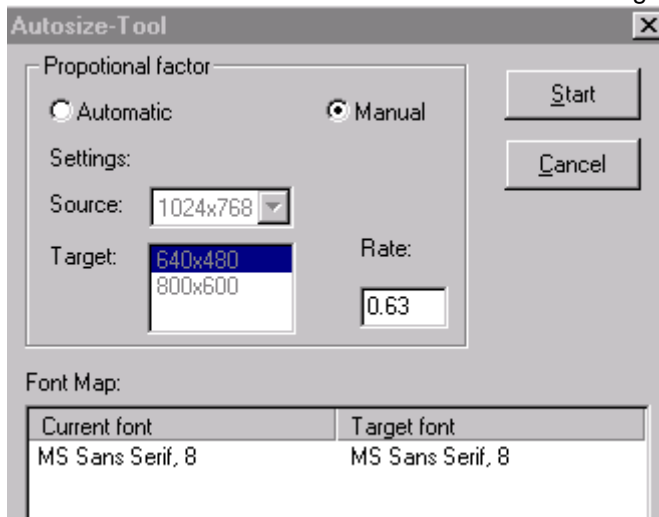 Autosize-Tool
Propotional factor
Automatic
Manual
Start
Settings:
Cancel
Source:
1024x768
Target:
640x480
800x600
Rate:
0.63
Font Map:
Current font
Target font
MS Sans Serif, 8
MS Sans Serif, 8